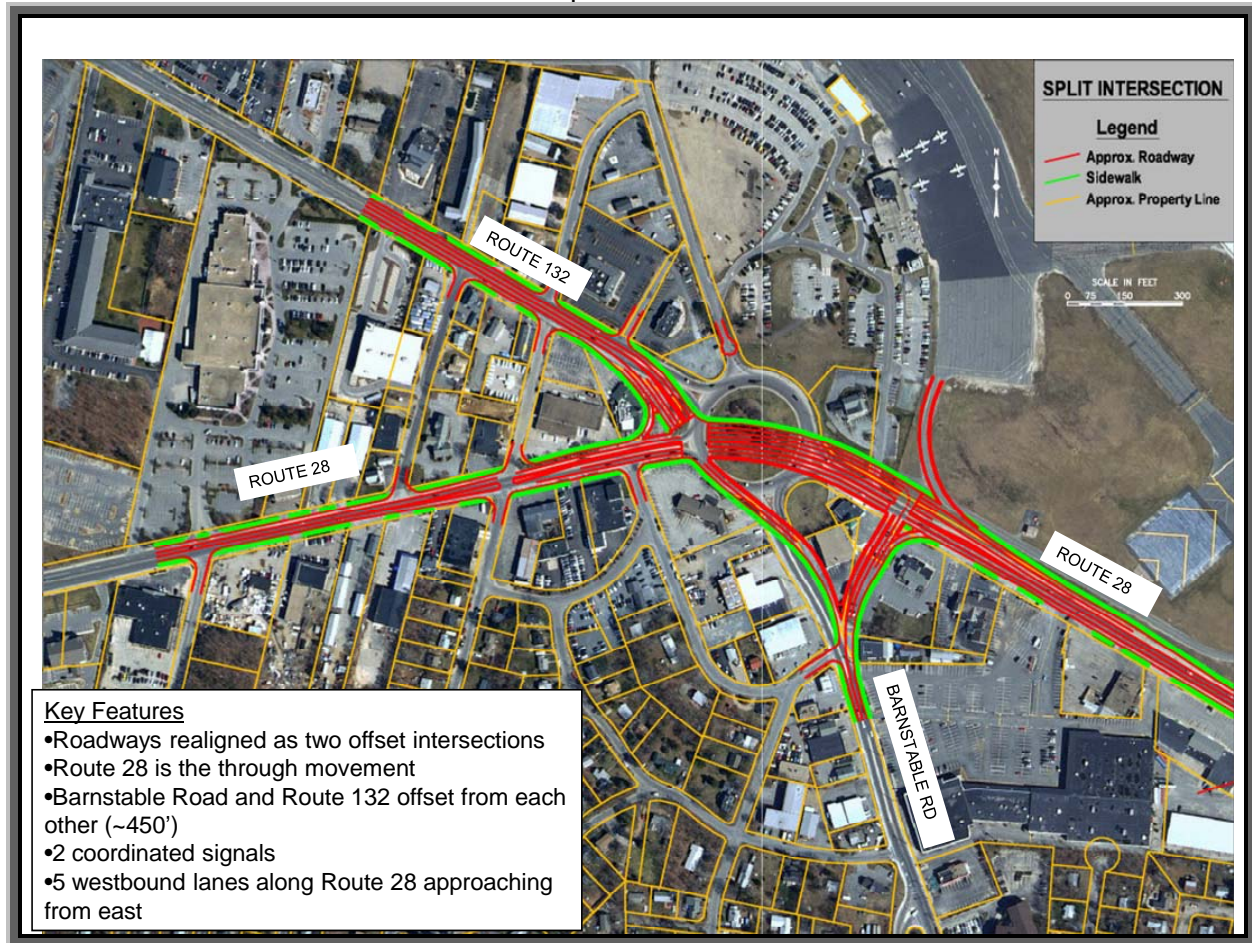 SPLIT INTERSECTION
Legend
Approx. Roadway
Sidewalk
Approx. Property Line
N
SCALE IN FEET
0 75 150 300
ROUTE 132
ROUTE 28
ROUTE 28
BARNSTABLE RD
Key Features
•Roadways realigned as two offset intersections
•Route 28 is the through movement
•Barnstable Road and Route 132 offset from each
other (~450’)
•2 coordinated signals
•5 westbound lanes along Route 28 approaching
from east